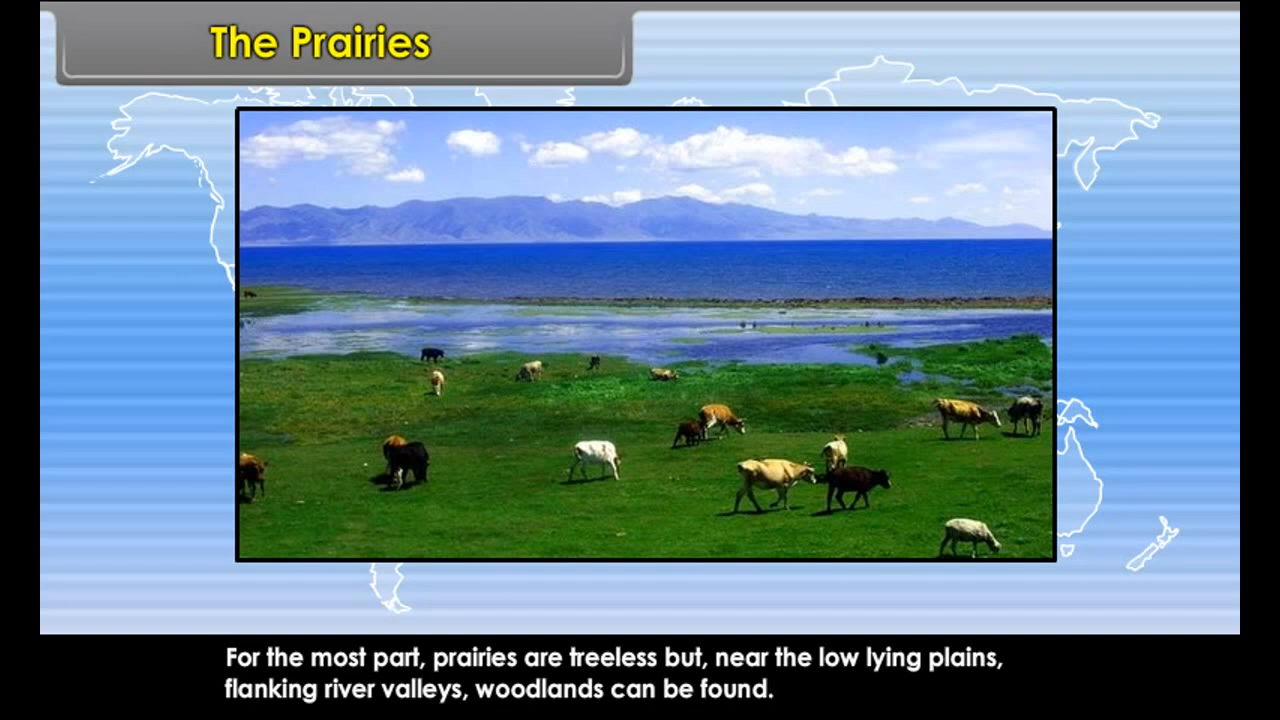 The Prairies
For the most part, prairies are treeless but, near the low lying plains,
flanking river valleys, woodlands can be found.